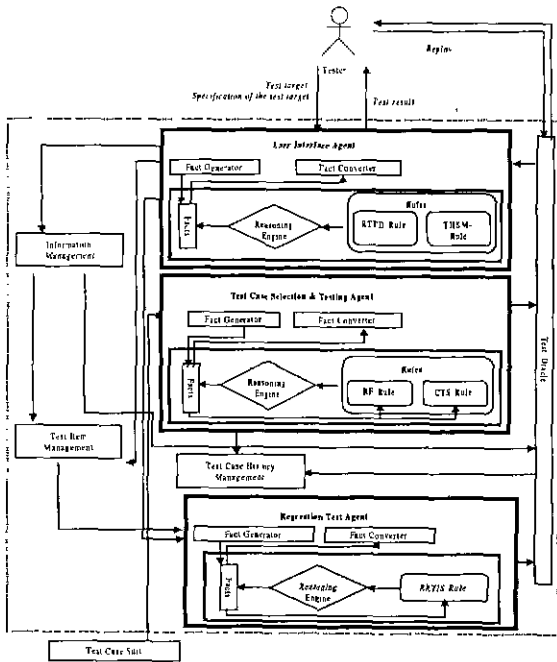 Replay
Tester
Test target
Specification of the test target
Test result
User Interface Agent
Fact Generator
Fact Converter
Rules
Facts
Reasoning
Engine
Rule
Rule
Information
Management
Test Case Selection & Testing Agent
Fact Generator
Fact Converter
Rules
Facts
Reasoning
Engine
RF Rule
CTS Rule
Test Oracle
Test Item
Management
Test Case History
Management
Regression Test Agent
Fact Generator
Fact Converter
Facts
Reasoning
Engine
Rule
Test Case Suit